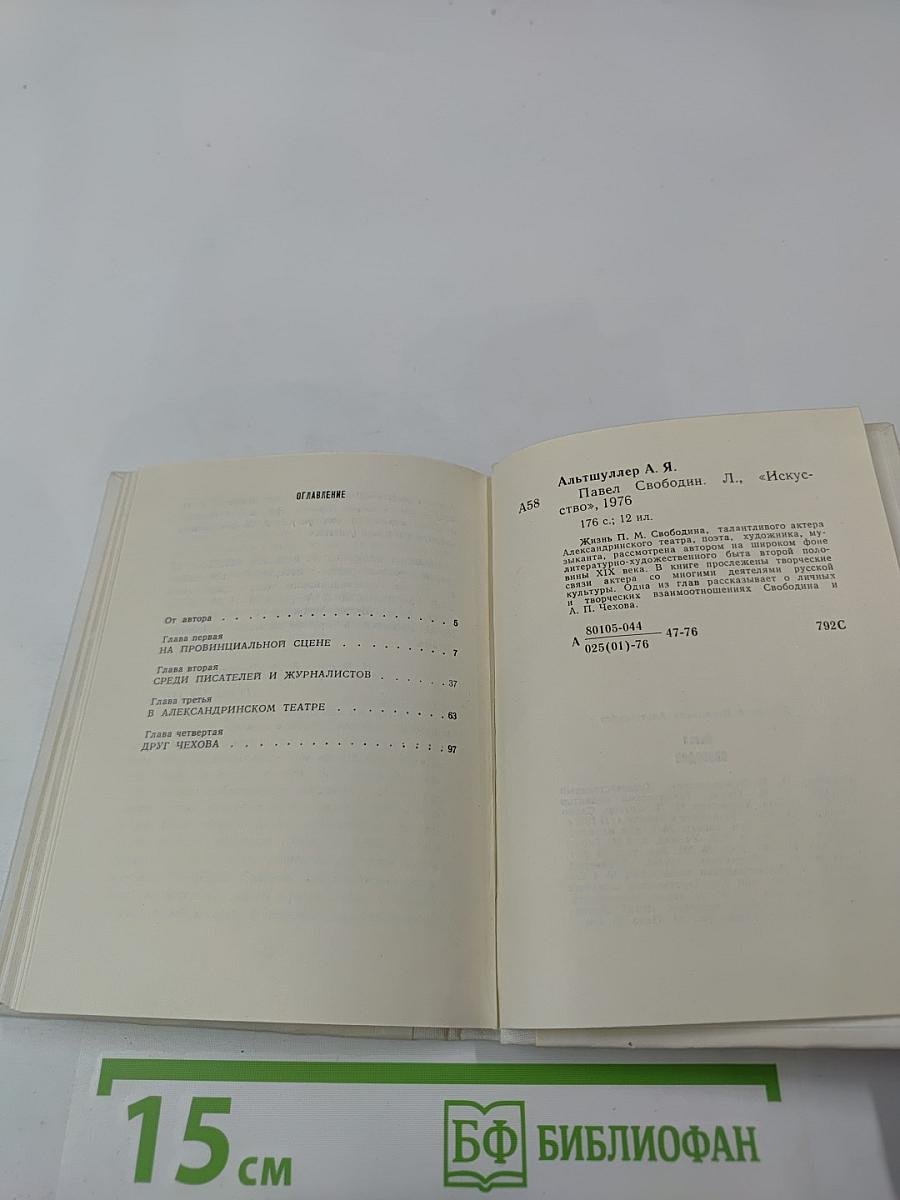 ОГЛАВЛЕНИЕ
От автора . . . . . . . . . . . . . . . . . . . . 5
Глава первая
НА ПРОВИНЦИАЛЬНОЙ СЦЕНЕ . . . . . . . . . 7
Глава вторая
СРЕДИ ПИСАТЕЛЕЙ И ЖУРНАЛИСТОВ . . . . . . 37
Глава третья
В АЛЕКСАНДРИНСКОМ ТЕАТРЕ . . . . . . . . . 63
Глава четвертая
ДРУГ ЧЕХОВА . . . . . . . . . . . . . . . . . 97
Альтшуллер А. Я.
А58
Павел Свободин. Л., «Искус-
ство», 1976
176 с.; 12 ил.
Жизнь П. М. Свободина, талантливого актера
Александринского театра, поэта, художника, му-
зыканта, рассмотрена автором на широком фоне
литературно-художественного быта второй поло-
вины XIX века. В книге прослежены творческие
связи актера со многими деятелями русской
культуры. Одна из глав рассказывает о личных
и творческих взаимоотношениях Свободина и
А. П. Чехова.
А 80105-044 47-76
025(01)-76
792С
15 см
БФ БИБЛИОФАН